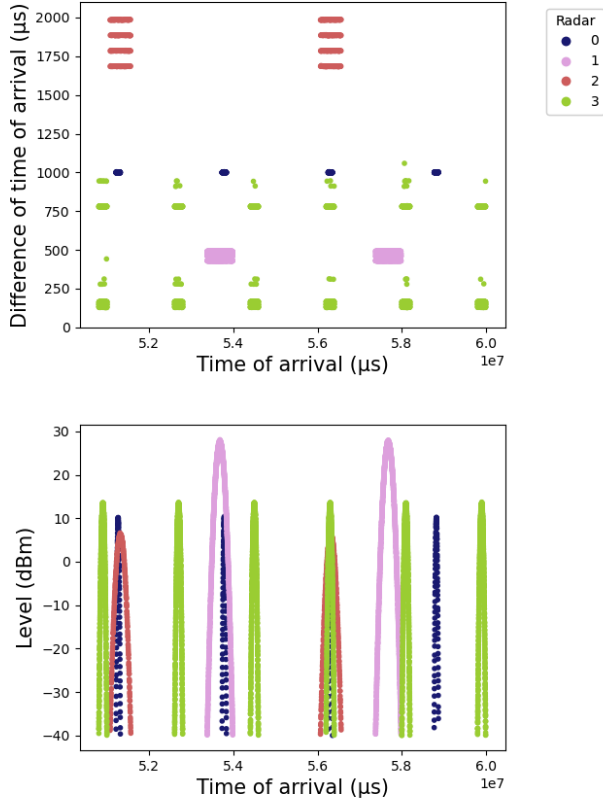 2000
1750
1500
1250
1000
750
500
250
0
Difference of time of arrival (μs)
5.2 5.4 5.6 5.8 6.0
1e7
Time of arrival (μs)
Radar
0
1
2
3
30
20
10
0
−10
−20
−30
−40
Level (dBm)
5.2 5.4 5.6 5.8 6.0
1e7
Time of arrival (μs)